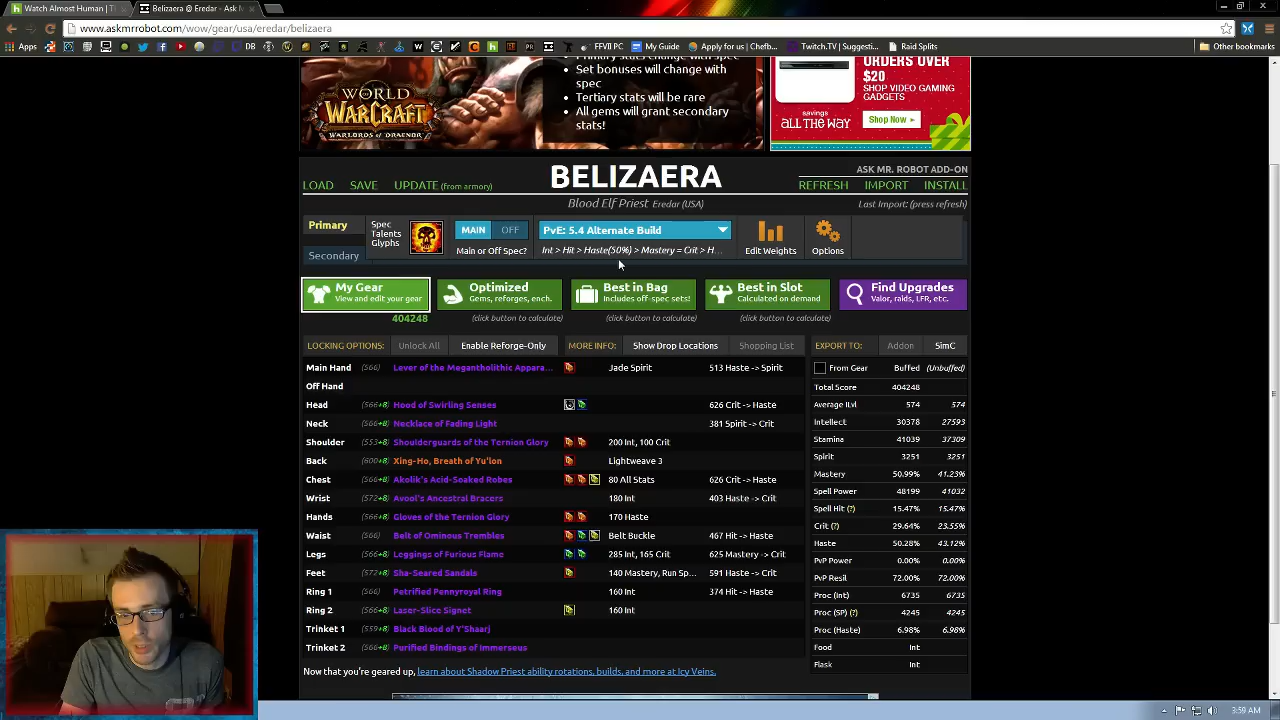 Watch Almost Human | T
Belizaera @ Eredar - Ask M
www.askmrrobot.com/wow/gear/usa/eredar/belizaera
Apps
DB
FFVII PC
My Guide
Apply for us | Chefb...
Twitch.TV | Suggesti...
Raid Splits
Other bookmarks
Primary stats change with spec
Set bonuses will change with
spec
Tertiary stats will be rare
All gems will grant secondary
stats!
WORLD
WARCRAFT
WARLORDS OF DRAENOR
ORDERS OVER
$20
SHOP VIDEO GAMING
GADGETS
savings
ALL THE WAY
Shop Now
LOAD SAVE UPDATE (from armory)
BELIZAERA
ASK MR. ROBOT ADD-ON
REFRESH IMPORT INSTALL
Blood Elf Priest Eredar (USA)
Last Import: (press refresh)
Primary
Secondary
Spec
Talents
Glyphs
MAIN OFF
Main or Off Spec?
PvE: 5.4 Alternate Build
Int > Hit > Haste(50%) > Mastery = Crit > H...
Edit Weights
Options
My Gear
View and edit your gear
404248
Optimized
Gems, reforges, ench.
(click button to calculate)
Best in Bag
Includes off-spec sets!
(click button to calculate)
Best in Slot
Calculated on demand
(click button to calculate)
Find Upgrades
Valor, raids, LFR, etc.
LOCKING OPTIONS: Unlock All Enable Reforge-Only MORE INFO: Show Drop Locations Shopping List
Main Hand (566) Lever of the Megantholithic Appara... Jade Spirit 513 Haste -> Spirit
Off Hand
Head (566+8) Hood of Swirling Senses 626 Crit -> Haste
Neck (566+8) Necklace of Fading Light 381 Spirit -> Crit
Shoulder (553+8) Shoulderguards of the Ternion Glory 200 Int, 100 Crit
Back (600+8) Xing-Ho, Breath of Yu'lon Lightweave 3
Chest (566+8) Akolik's Acid-Soaked Robes 80 All Stats 626 Crit -> Haste
Wrist (572+8) Avool's Ancestral Bracers 180 Int 403 Haste -> Crit
Hands (566+8) Gloves of the Ternion Glory 170 Haste
Waist (566) Belt of Ominous Trembles Belt Buckle 467 Hit -> Haste
Legs (566+8) Leggings of Furious Flame 285 Int, 165 Crit 625 Mastery -> Crit
Feet (572+8) Sha-Seared Sandals 140 Mastery, Run Sp... 591 Haste -> Crit
Ring 1 (566) Petrified Pennyroyal Ring 160 Int 374 Hit -> Haste
Ring 2 (566+8) Laser-Slice Signet 160 Int
Trinket 1 (559+8) Black Blood of Y'Shaarj
Trinket 2 (566+8) Purified Bindings of Immerseus
Now that you're geared up, learn about Shadow Priest ability rotations, builds, and more at Icy Veins.
EXPORT TO: Addon SimC
From Gear Buffed (Unbuffed)
Total Score 404248
Average ILvl 574 574
Intellect 30378 27593
Stamina 41039 37309
Spirit 3251 3251
Mastery 50.99% 41.23%
Spell Power 48199 41032
Spell Hit (?) 15.47% 15.47%
Crit (?) 29.64% 23.55%
Haste 50.28% 43.12%
PvP Power 0.00% 0.00%
PvP Resil 72.00% 72.00%
Proc (Int) 6735 6735
Proc (SP) (?) 4245 4245
Proc (Haste) 6.98% 6.98%
Food Int
Flask Int
3:59 AM